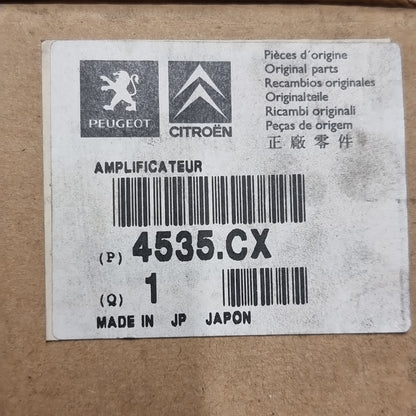 PEUGEOT
CITROËN
Pièces d'origine
Original parts
Recambios originales
Originalteile
Ricambi originali
Peças de origem
正廠零件
AMPLIFICATEUR
(P) 4535.CX
(Q) 1
MADE IN JP JAPON